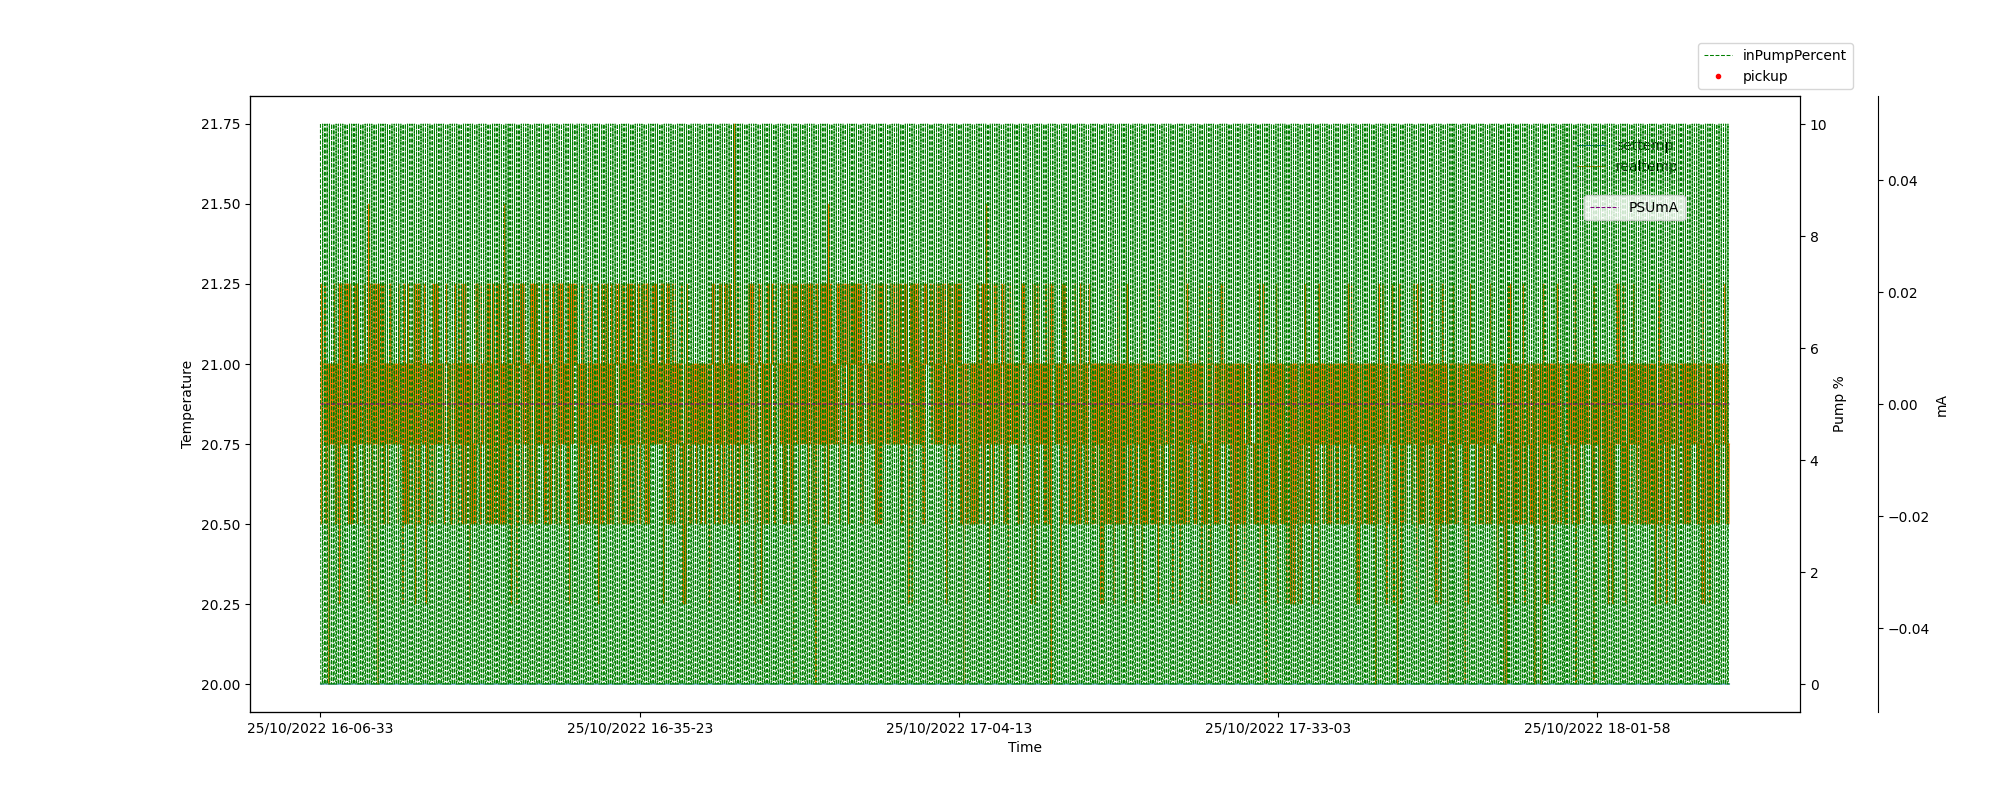 inPumpPercent
pickup
21.75
21.50
21.25
21.00
20.75
20.50
20.25
20.00
Temperature
settemp
realtemp
PSUmA
10
8
6
4
2
0
Pump %
0.04
0.02
0.00
−0.02
−0.04
mA
25/10/2022 16-06-33
25/10/2022 16-35-23
25/10/2022 17-04-13
25/10/2022 17-33-03
25/10/2022 18-01-58
Time